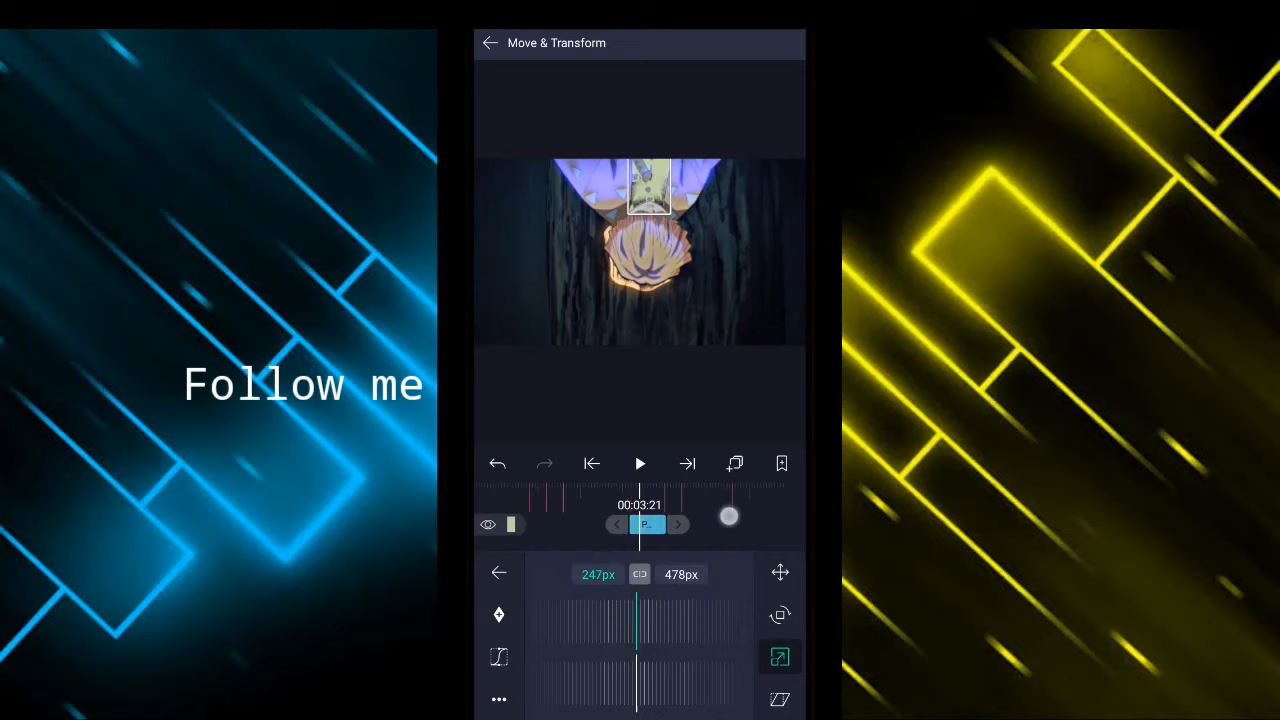 Move & Transform
Follow me
00:03:21
P..
247px
478px